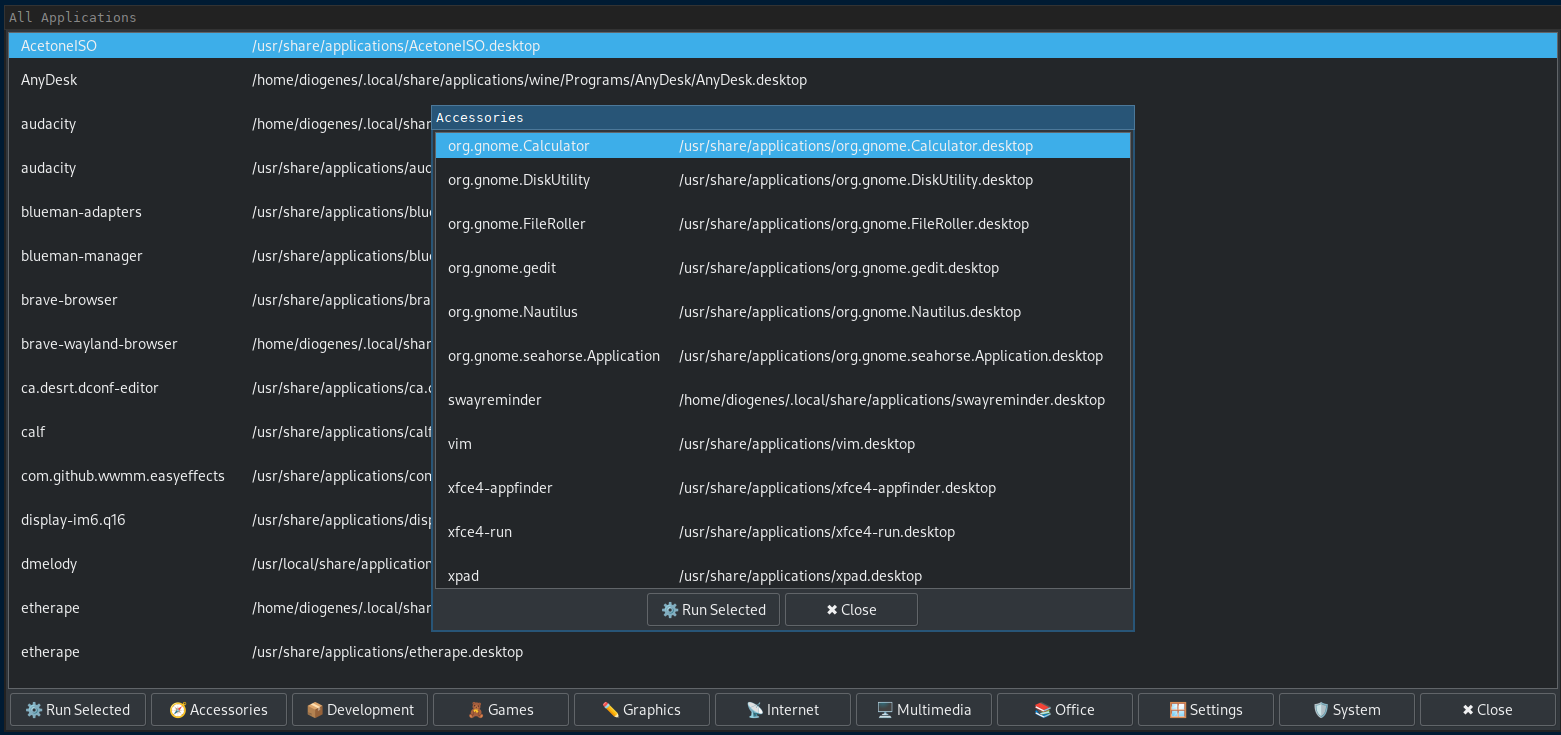 All Applications
AcetoneISO /usr/share/applications/AcetoneISO.desktop
AnyDesk /home/diogenes/.local/share/applications/wine/Programs/AnyDesk/AnyDesk.desktop
audacity /home/diogenes/.local/shar
audacity /usr/share/applications/aud
blueman-adapters /usr/share/applications/blue
blueman-manager /usr/share/applications/blue
brave-browser /usr/share/applications/bra
brave-wayland-browser /home/diogenes/.local/shar
ca.desrt.dconf-editor /usr/share/applications/ca.d
calf /usr/share/applications/calf
com.github.wwmm.easyeffects /usr/share/applications/com
display-im6.q16 /usr/share/applications/disp
dmelody /usr/local/share/application
etherape /home/diogenes/.local/shar
etherape /usr/share/applications/etherape.desktop
Accessories
org.gnome.Calculator /usr/share/applications/org.gnome.Calculator.desktop
org.gnome.DiskUtility /usr/share/applications/org.gnome.DiskUtility.desktop
org.gnome.FileRoller /usr/share/applications/org.gnome.FileRoller.desktop
org.gnome.gedit /usr/share/applications/org.gnome.gedit.desktop
org.gnome.Nautilus /usr/share/applications/org.gnome.Nautilus.desktop
org.gnome.seahorse.Application /usr/share/applications/org.gnome.seahorse.Application.desktop
swayreminder /home/diogenes/.local/share/applications/swayreminder.desktop
vim /usr/share/applications/vim.desktop
xfce4-appfinder /usr/share/applications/xfce4-appfinder.desktop
xfce4-run /usr/share/applications/xfce4-run.desktop
xpad /usr/share/applications/xpad.desktop
Run Selected ✖ Close
Run Selected Accessories Development Games Graphics Internet Multimedia Office Settings System ✖ Close